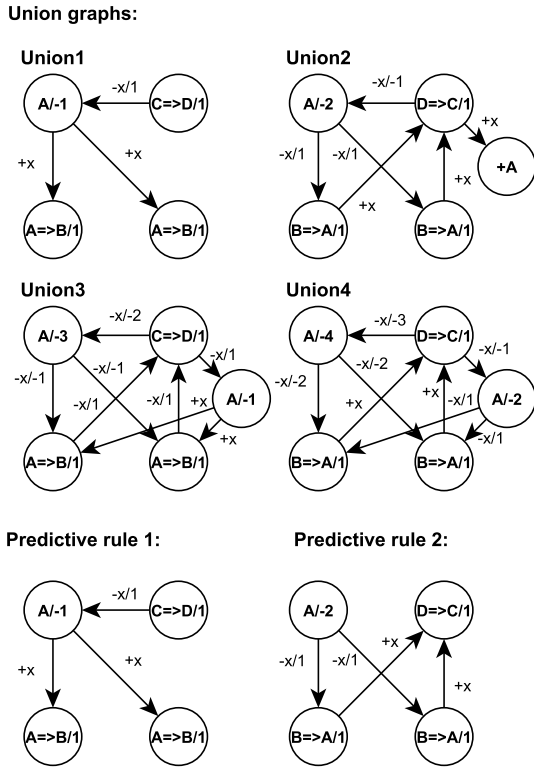 Union graphs:
Union1
Union2
A/-1
-x/1
C=>D/1
A/-2
-x/-1
D=>C/1
+x
+A
+x
+x
-x/1
-x/1
+x
+x
A=>B/1
A=>B/1
B=>A/1
B=>A/1
Union3
Union4
A/-3
-x/-2
C=>D/1
A/-4
-x/-3
D=>C/1
-x/1
-x/-1
-x/-1
-x/-1
-x/1
-x/1
+x
A/-1
+x
-x/-2
-x/-2
+x
+x
-x/1
A/-2
-x/1
A=>B/1
A=>B/1
B=>A/1
B=>A/1
Predictive rule 1:
Predictive rule 2:
A/-1
-x/1
C=>D/1
A/-2
D=>C/1
+x
+x
-x/1
-x/1
+x
+x
A=>B/1
A=>B/1
B=>A/1
B=>A/1